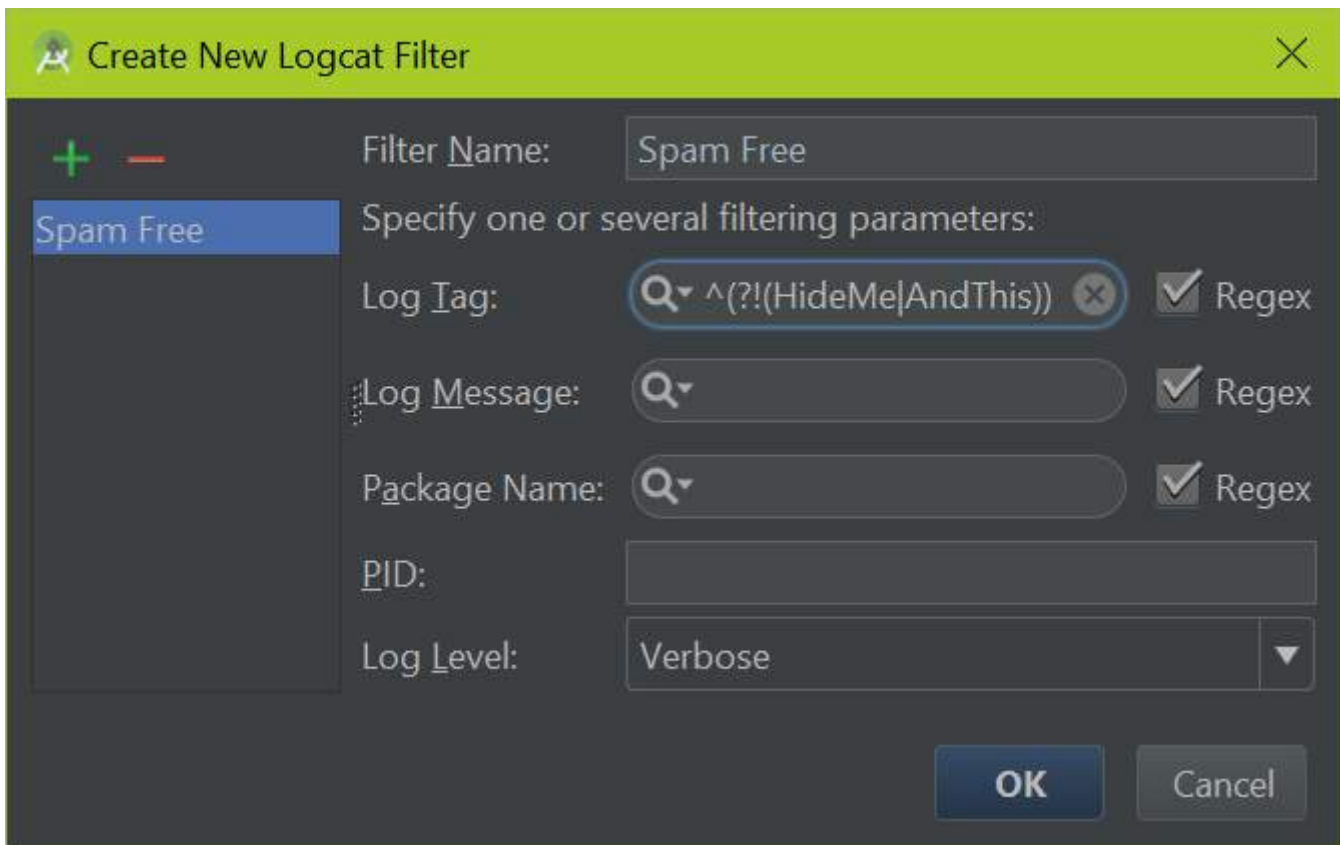 Create New Logcat Filter
Filter Name: Spam Free
Spam Free
Specify one or several filtering parameters:
Log Tag: ^(?!(HideMe|AndThis)) Regex
Log Message: Regex
Package Name: Regex
PID:
Log Level: Verbose
OK Cancel